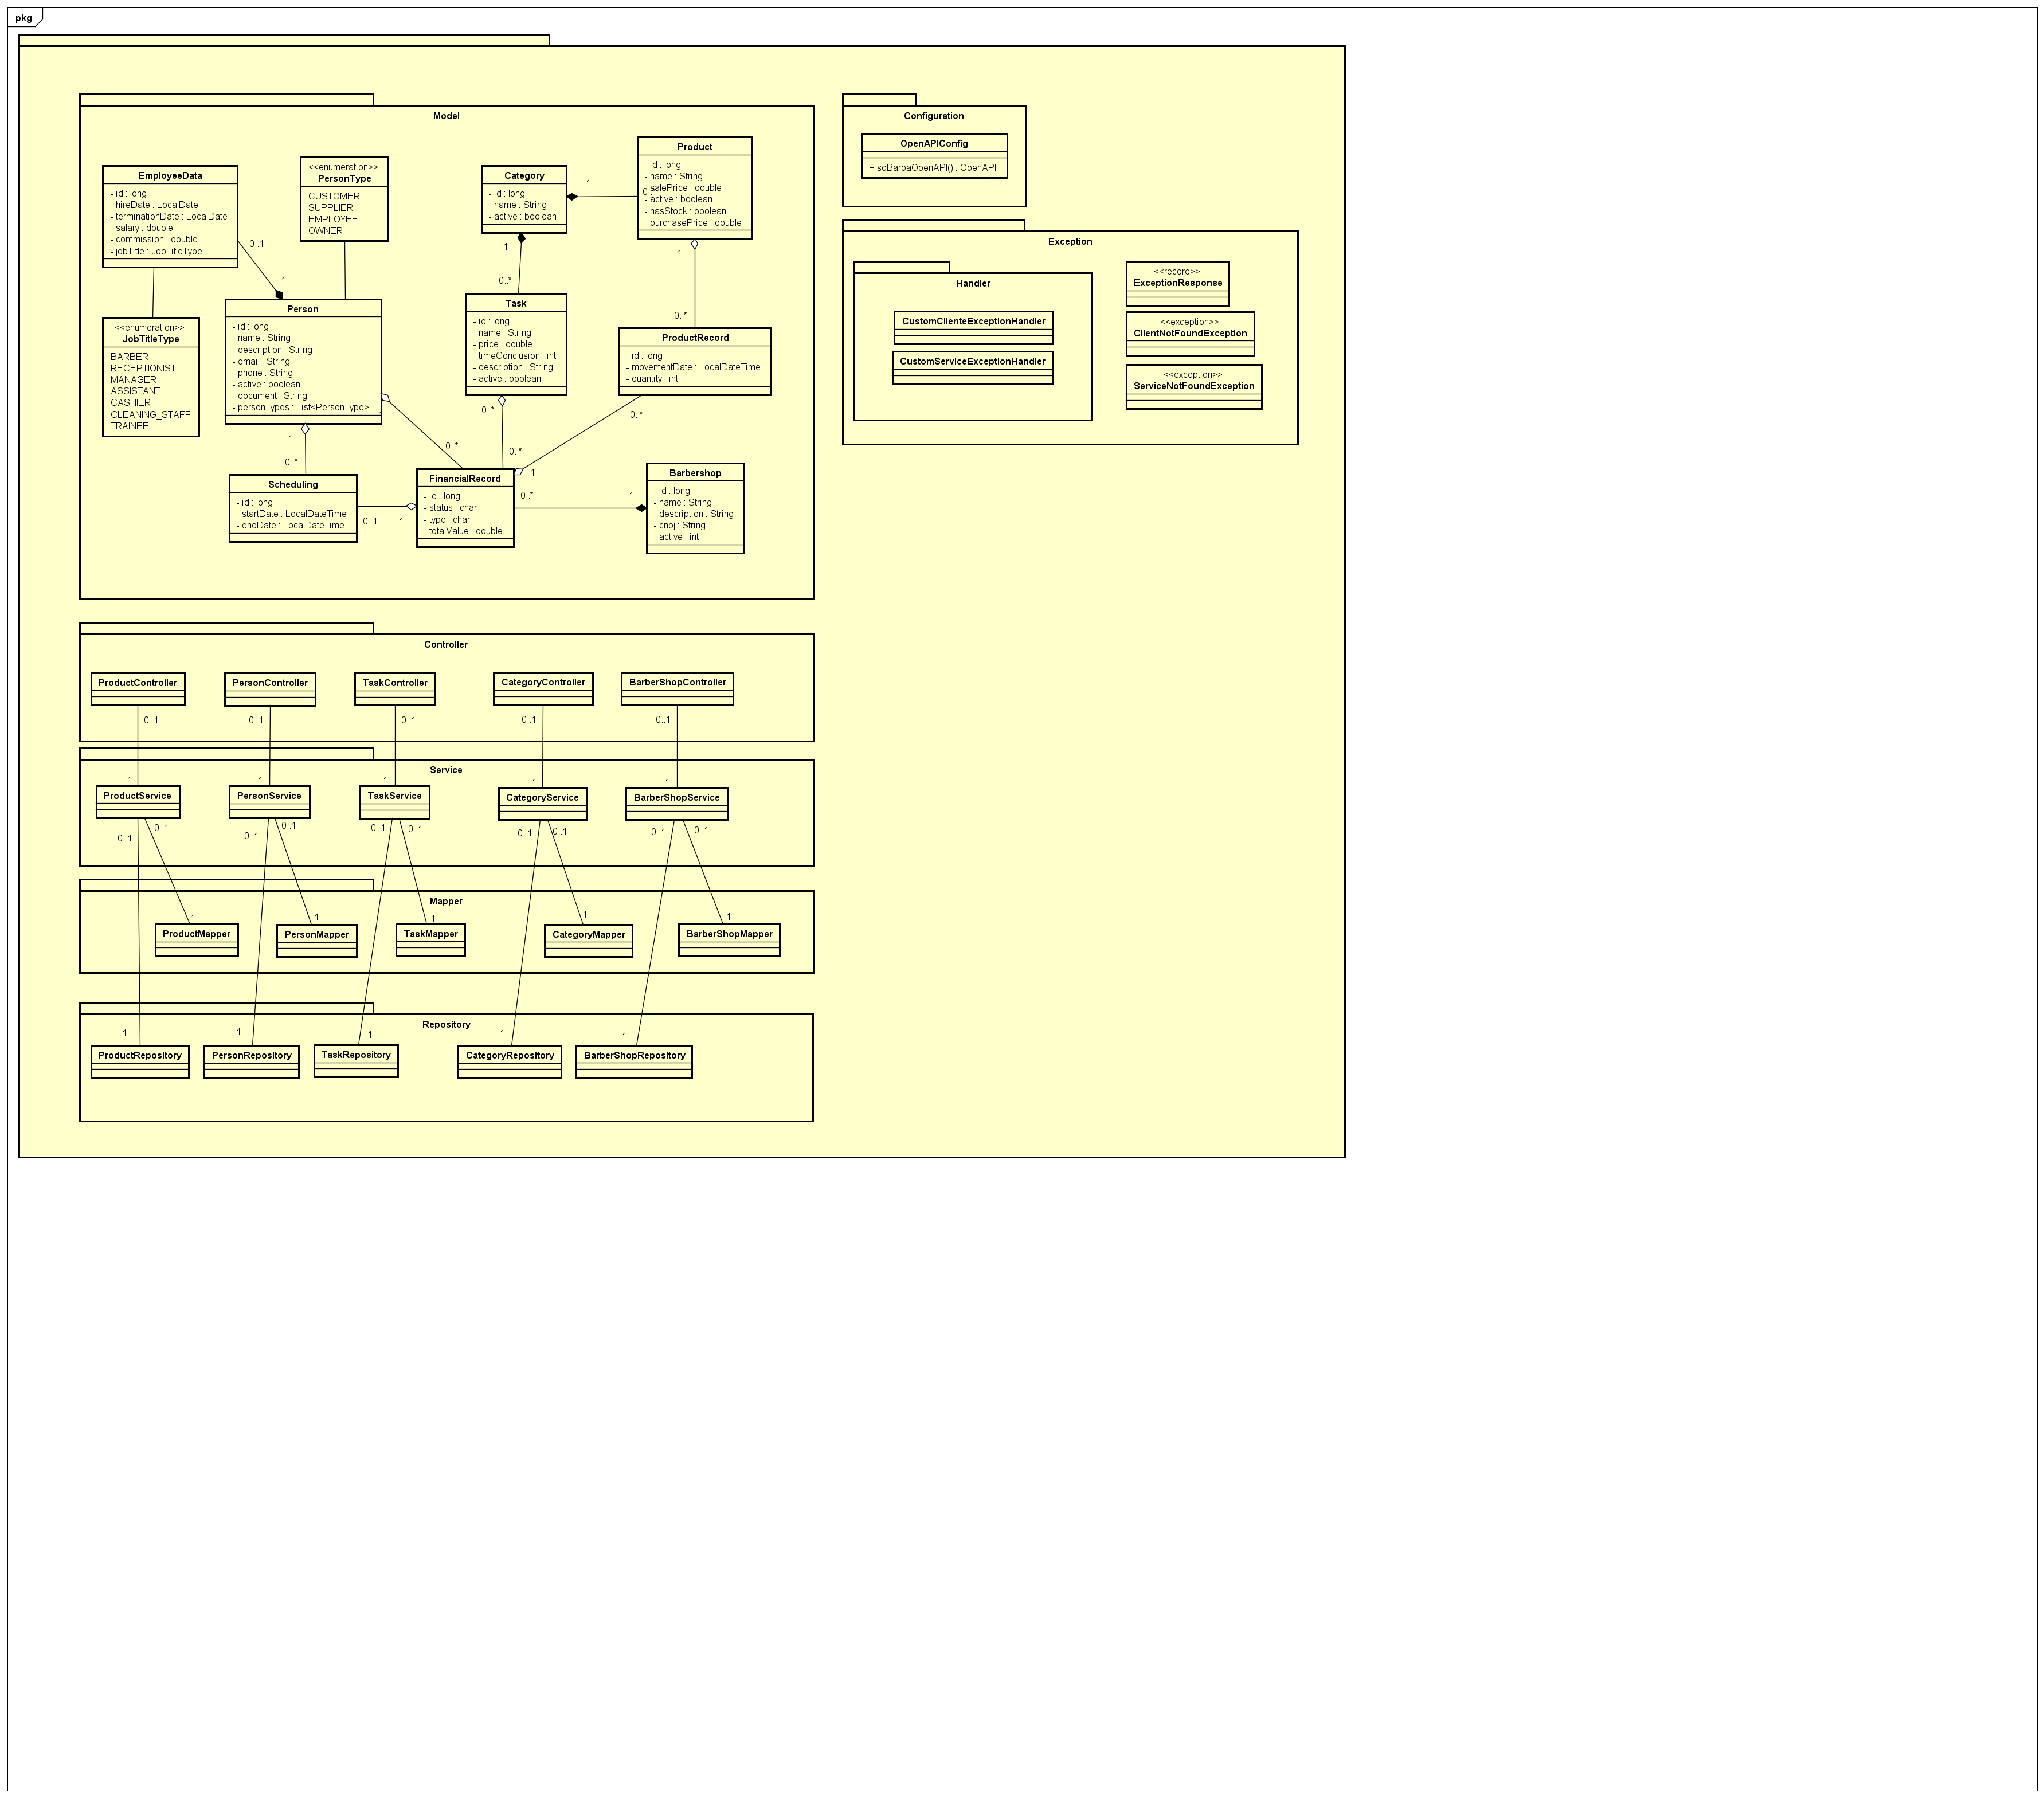 pkg
Model
EmployeeData
- id : long
- hireDate : LocalDate
- terminationDate : LocalDate
- salary : double
- commission : double
- jobTitle : JobTitleType
<<enumeration>>
PersonType
CUSTOMER
SUPPLIER
EMPLOYEE
OWNER
Category
- id : long
- name : String
- active : boolean
1
Product
- id : long
- name : String
- salePrice : double
- active : boolean
- hasStock : boolean
- purchasePrice : double
0..1
1
1
0..*
1
0..*
<<enumeration>>
JobTitleType
BARBER
RECEPTIONIST
MANAGER
ASSISTANT
CASHIER
CLEANING_STAFF
TRAINEE
Person
- id : long
- name : String
- description : String
- email : String
- phone : String
- active : boolean
- document : String
- personTypes : List<PersonType>
Task
- id : long
- name : String
- price : double
- timeConclusion : int
- description : String
- active : boolean
ProductRecord
- id : long
- movementDate : LocalDateTime
- quantity : int
1
0..*
0..*
0..*
0..*
0..*
1
Scheduling
- id : long
- startDate : LocalDateTime
- endDate : LocalDateTime
0..1
1
FinancialRecord
- id : long
- status : char
- type : char
- totalValue : double
0..*
1
Barbershop
- id : long
- name : String
- description : String
- cnpj : String
- active : int
Configuration
OpenAPIConfig
+ soBarbaOpenAPI() : OpenAPI
Exception
Handler
CustomClienteExceptionHandler
CustomServiceExceptionHandler
<<record>>
ExceptionResponse
<<exception>>
ClientNotFoundException
<<exception>>
ServiceNotFoundException
Controller
ProductController
PersonController
TaskController
CategoryController
BarberShopController
0..1
0..1
0..1
0..1
0..1
Service
1
1
1
1
1
ProductService
PersonService
TaskService
CategoryService
BarberShopService
0..1
0..1
0..1
0..1
0..1
0..1
0..1
0..1
0..1
0..1
Mapper
1
1
1
1
1
ProductMapper
PersonMapper
TaskMapper
CategoryMapper
BarberShopMapper
Repository
1
1
1
1
1
ProductRepository
PersonRepository
TaskRepository
CategoryRepository
BarberShopRepository